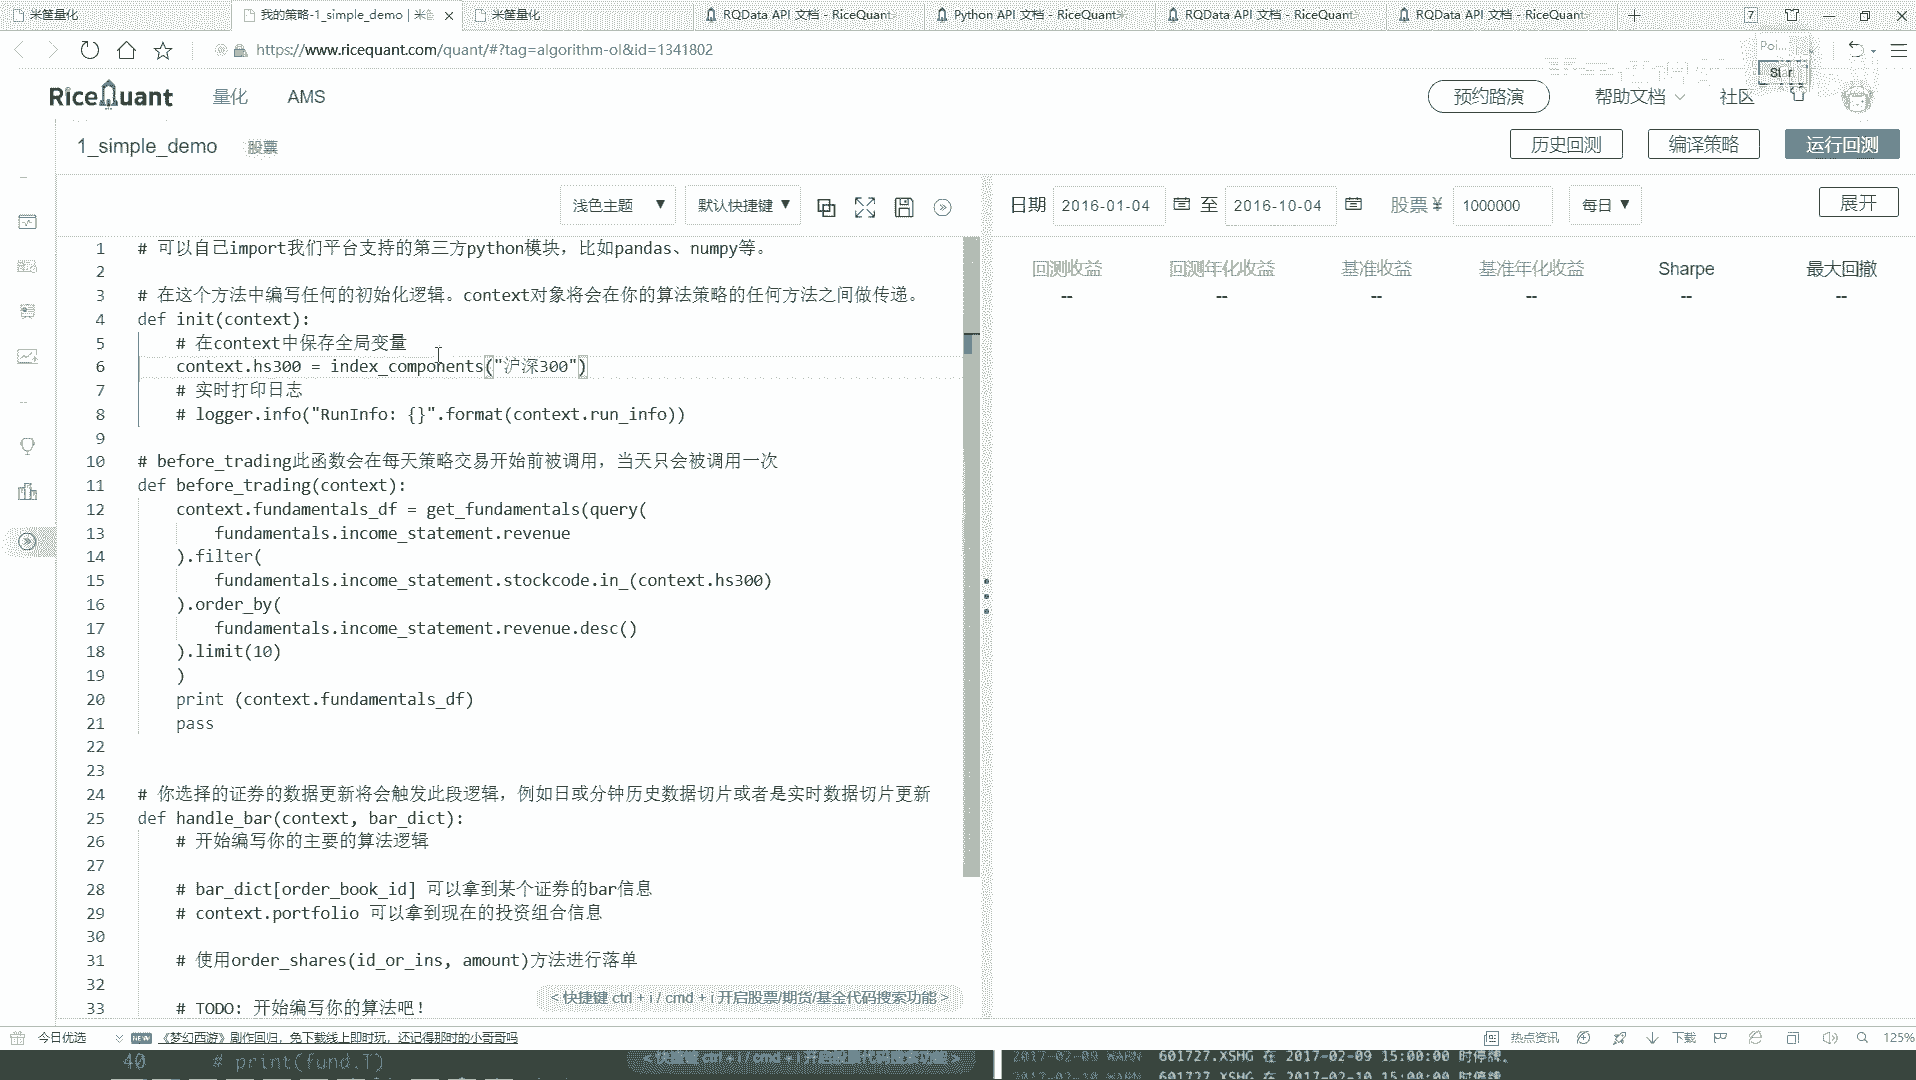 米筐量化
我的策略-1_simple_demo | 米筐
米筐量化
RQData API 文档 - RiceQuant
Python API 文档 - RiceQuant
RQData API 文档 - RiceQuant
RQData API 文档 - RiceQuant
7
https://www.ricequant.com/quant/#?tag=algorithm-ol&id=1341802
Poi...
Star
RiceQuant
量化
AMS
预约路演
帮助文档
社区
1_simple_demo
股票
历史回测
编译策略
运行回测
浅色主题 ▼
默认快捷键 ▼
日期
2016-01-04
至
2016-10-04
股票 ¥
1000000
每日 ▼
展开
回测收益
回测年化收益
基准收益
基准年化收益
Sharpe
最大回撤
--
--
--
--
--
--
1 # 可以自己import我们平台支持的第三方python模块，比如pandas、numpy等。
2
3 # 在这个方法中编写任何的初始化逻辑。context对象将会在你的算法策略的任何方法之间做传递。
4 def init(context):
5     # 在context中保存全局变量
6     context.hs300 = index_components("沪深300")
7     # 实时打印日志
8     # logger.info("RunInfo: {}".format(context.run_info))
9
10 # before_trading此函数会在每天策略交易开始前被调用，当天只会被调用一次
11 def before_trading(context):
12     context.fundamentals_df = get_fundamentals(query(
13         fundamentals.income_statement.revenue
14     ).filter(
15         fundamentals.income_statement.stockcode.in_(context.hs300)
16     ).order_by(
17         fundamentals.income_statement.revenue.desc()
18     ).limit(10)
19     )
20     print (context.fundamentals_df)
21     pass
22
23
24 # 你选择的证券的数据更新将会触发此段逻辑，例如日或分钟历史数据切片或者是实时数据切片更新
25 def handle_bar(context, bar_dict):
26     # 开始编写你的主要的算法逻辑
27
28     # bar_dict[order_book_id] 可以拿到某个证券的bar信息
29     # context.portfolio 可以拿到现在的投资组合信息
30
31     # 使用order_shares(id_or_ins, amount)方法进行落单
32
33     # TODO: 开始编写你的算法吧！
< 快捷键 ctrl + i / cmd + i 开启股票/期货/基金代码搜索功能 >
今日优选
NEW
《梦幻西游》剧作回归，免下载线上即时玩，还记得那时的小哥哥吗
热点资讯
下载
125%
40 # print(fund.T)
< 快捷键 ctrl + i / cmd + i 开启股票代码搜索功能 >
2017-02-09 WARN 601727.XSHG 在 2017-02-09 15:00:00 时停牌。
2017-02-10 WARN 601727.XSHG 在 2017-02-10 15:00:00 时停牌。